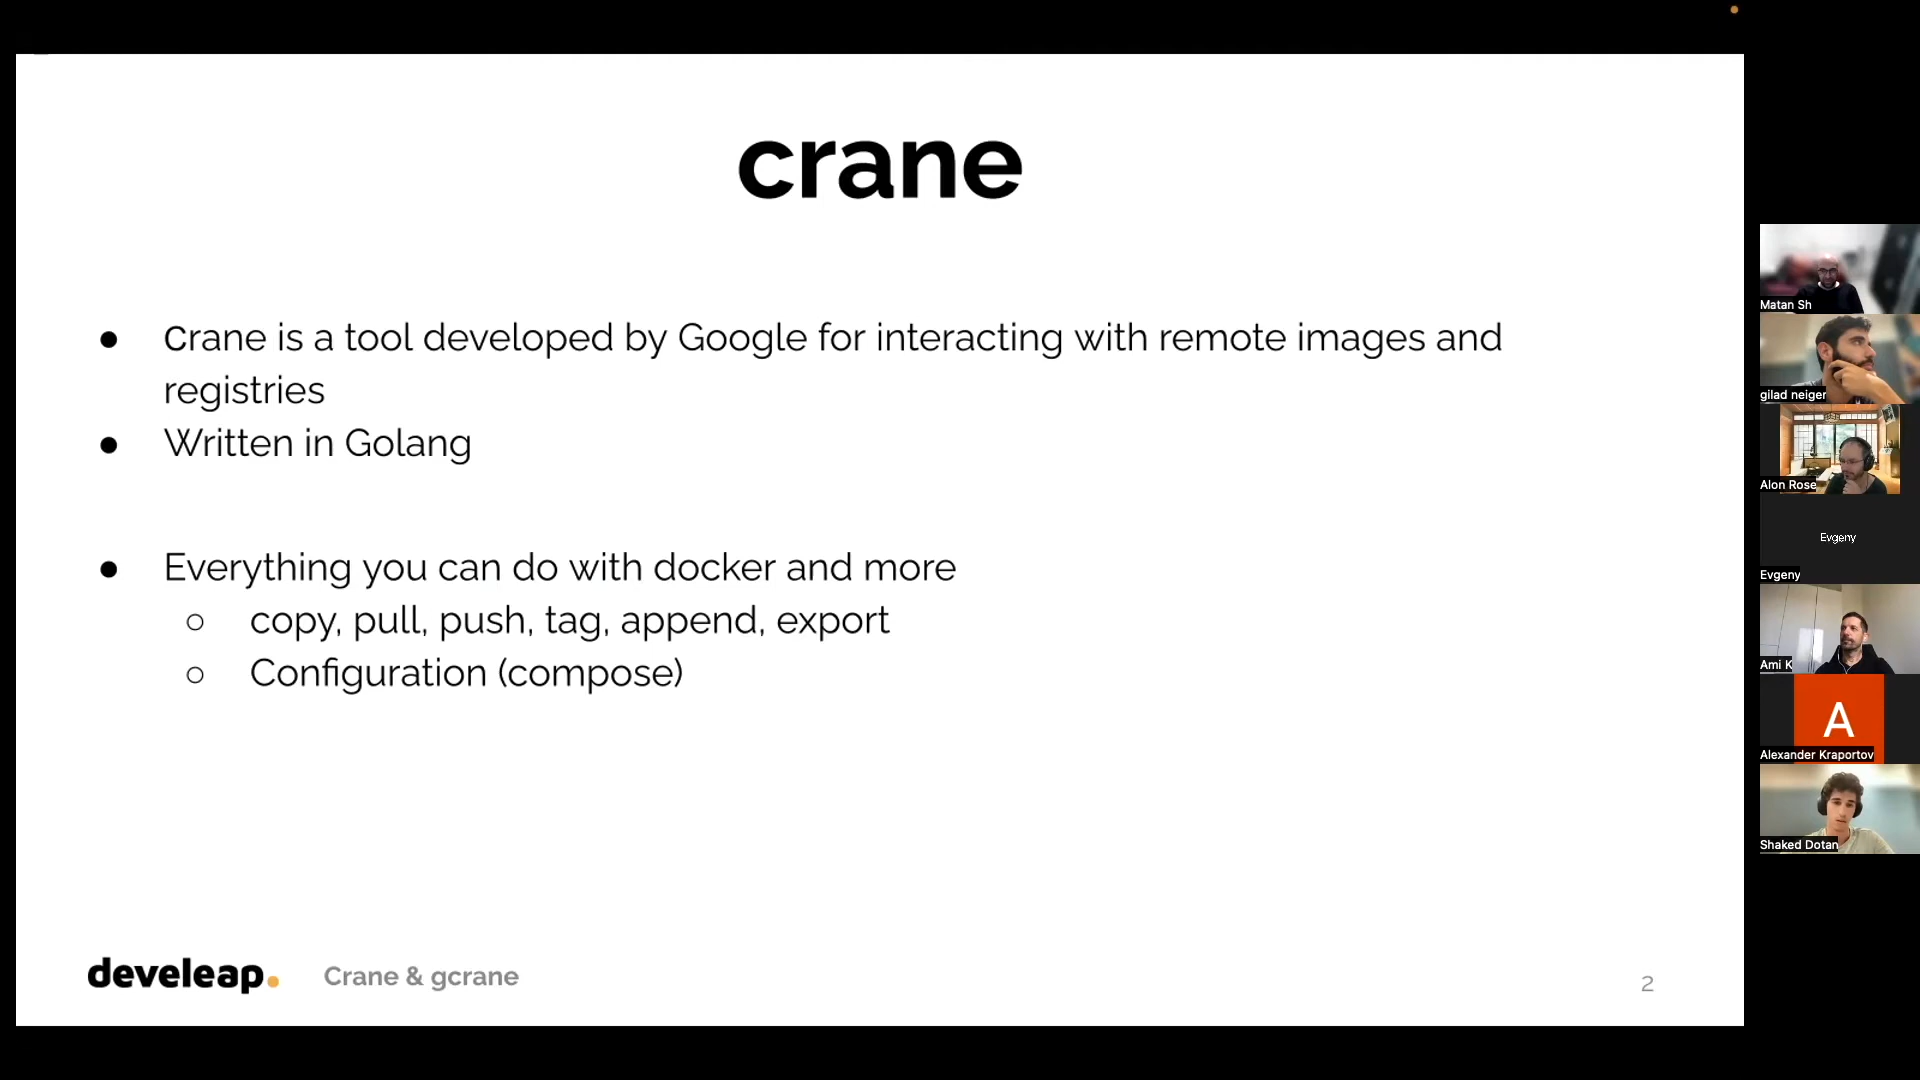 crane
● Crane is a tool developed by Google for interacting with remote images and
registries
● Written in Golang
● Everything you can do with docker and more
○ copy, pull, push, tag, append, export
○ Configuration (compose)
develeap.
Crane & gcrane
2
Matan Sh
gilad neiger
Alon Rose
Evgeny
Evgeny
Ami K
A
Alexander Kraportov
Shaked Dotan